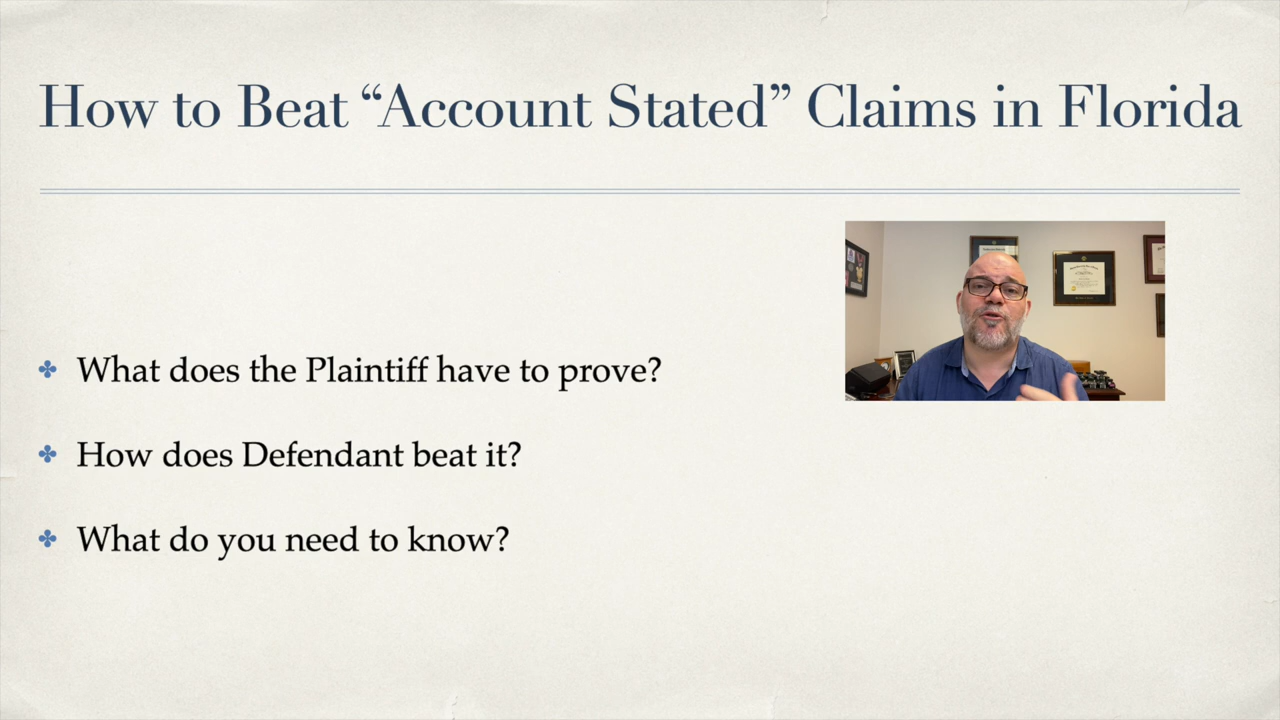 How to Beat “Account Stated” Claims in Florida
What does the Plaintiff have to prove?
How does Defendant beat it?
What do you need to know?